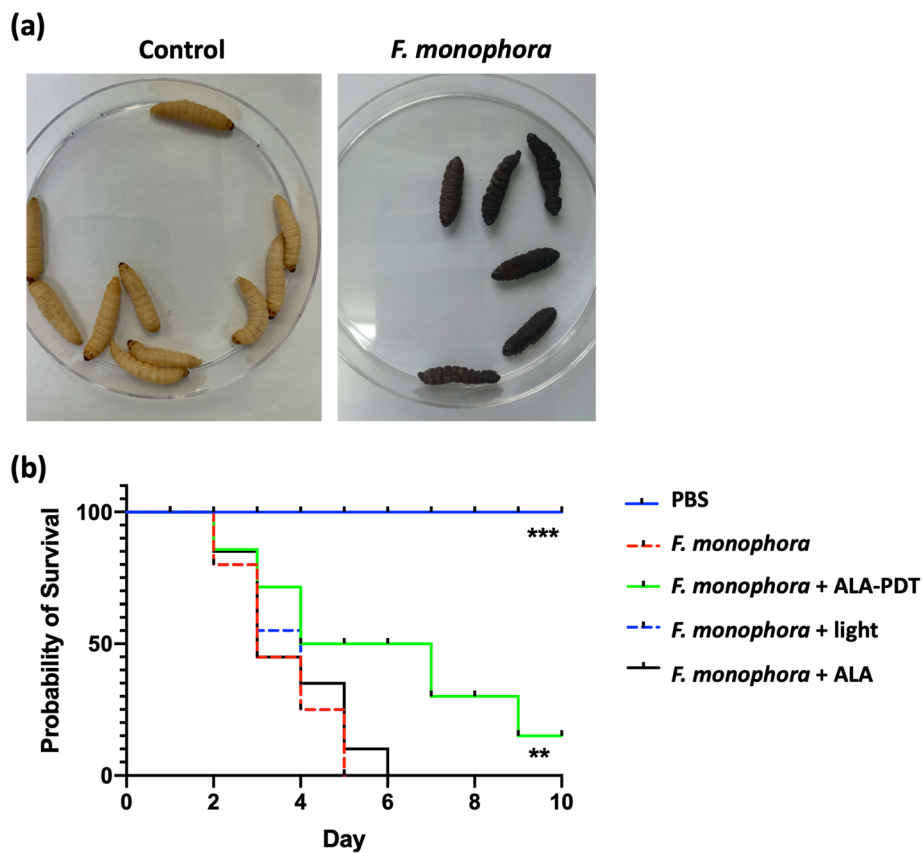 (a)
Control
F. monophora
(b)
Probability of Survival
100
50
0
0 2 4 6 8 10
Day
***
**
PBS
F. monophora
F. monophora + ALA-PDT
F. monophora + light
F. monophora + ALA